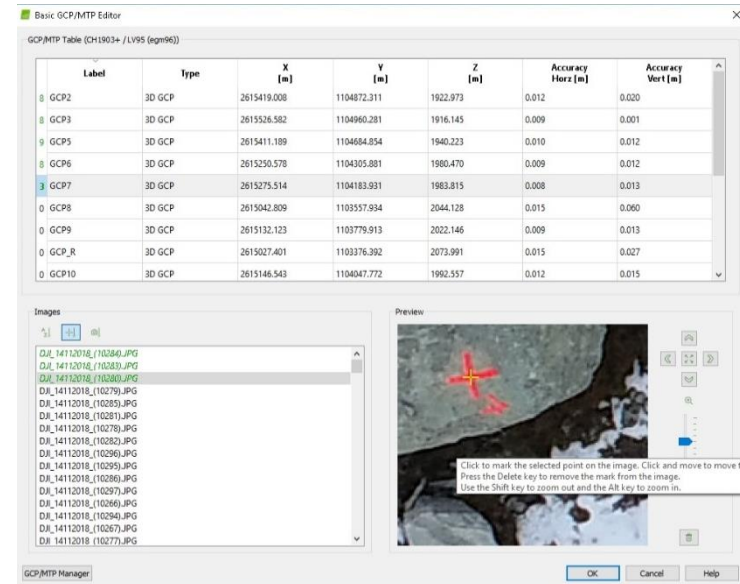 Basic GCP/MTP Editor
GCP/MTP Table (CH1903+ / LV95 (egm96))
Label Type X [m] Y [m] Z [m] Accuracy Horz [m] Accuracy Vert [m]
8 GCP2 3D GCP 2615419.008 1104872.311 1922.973 0.012 0.020
8 GCP3 3D GCP 2615526.582 1104960.281 1916.145 0.009 0.001
9 GCP5 3D GCP 2615411.189 1104684.854 1940.223 0.010 0.012
8 GCP6 3D GCP 2615250.578 1104305.881 1980.470 0.009 0.012
3 GCP7 3D GCP 2615275.514 1104183.931 1983.815 0.008 0.013
0 GCP8 3D GCP 2615042.809 1103557.934 2044.128 0.015 0.060
0 GCP9 3D GCP 2615132.123 1103779.913 2022.146 0.009 0.013
0 GCP_R 3D GCP 2615027.401 1103376.392 2073.991 0.015 0.027
0 GCP10 3D GCP 2615146.543 1104047.772 1992.557 0.012 0.015
Images
DJI_14112018_(10284).JPG
DJI_14112018_(10283).JPG
DJI_14112018_(10280).JPG
DJI_14112018_(10279).JPG
DJI_14112018_(10285).JPG
DJI_14112018_(10281).JPG
DJI_14112018_(10278).JPG
DJI_14112018_(10282).JPG
DJI_14112018_(10296).JPG
DJI_14112018_(10295).JPG
DJI_14112018_(10286).JPG
DJI_14112018_(10297).JPG
DJI_14112018_(10266).JPG
DJI_14112018_(10294).JPG
DJI_14112018_(10267).JPG
DJI_14112018_(10277).JPG
Preview
Click to mark the selected point on the image. Click and move to move t
Press the Delete key to remove the mark from the image.
Use the Shift key to zoom out and the Alt key to zoom in.
GCP/MTP Manager
OK Cancel Help